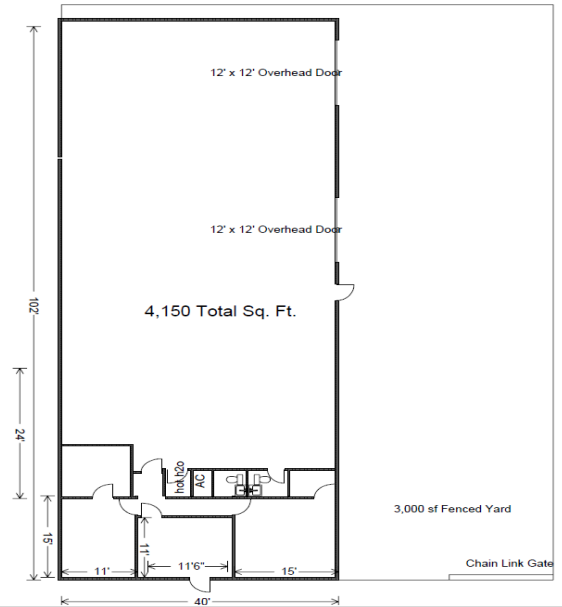 12' x 12' Overhead Door
12' x 12' Overhead Door
102'
4,150 Total Sq. Ft.
24'
hot h2o
AC
15'
3,000 sf Fenced Yard
11'
11'
11'6"
15'
Chain Link Gate
40'